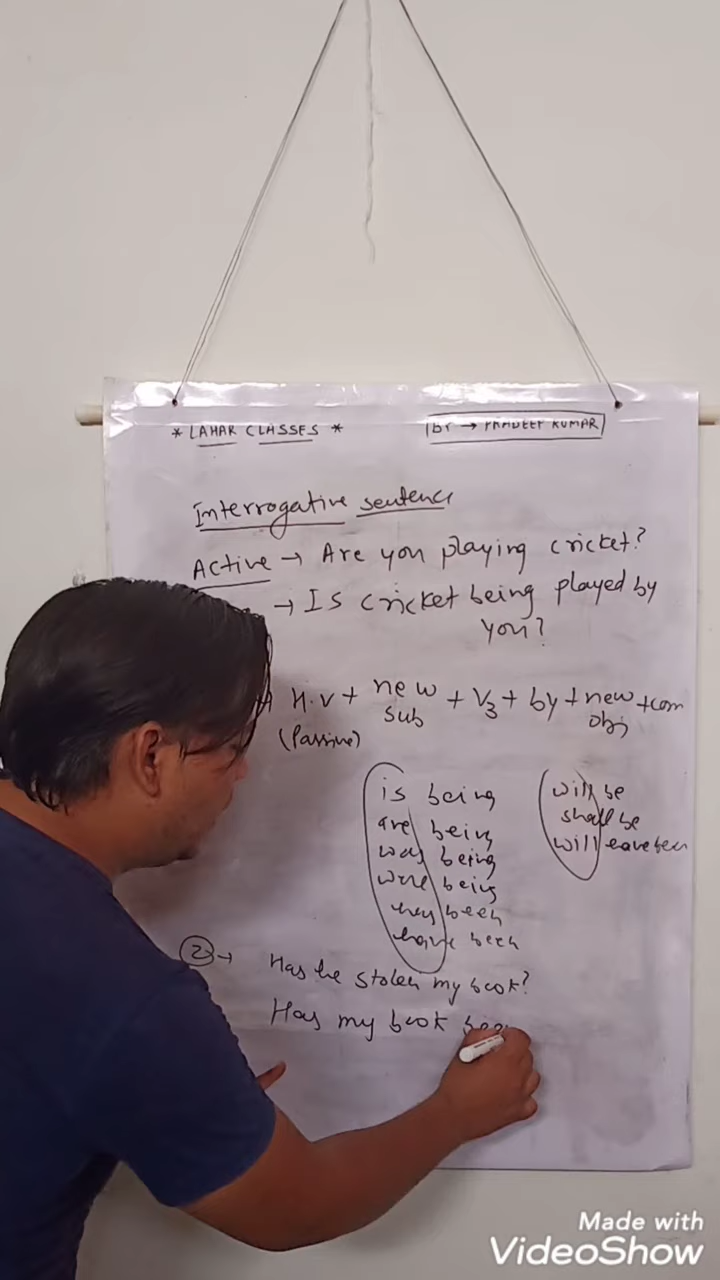 * LAHAR CLASSES *
BY → PRADEEP KUMAR
Interrogative sentence
Active → Are you playing cricket?
→ Is cricket being played by
you?
H.V + new sub + V3 + by + new obj + com
(Passive)
is being
are being
was being
were being
has been
have been
will be
shall be
will have been
2 → Has he stolen my book?
Has my book been
Made with
VideoShow